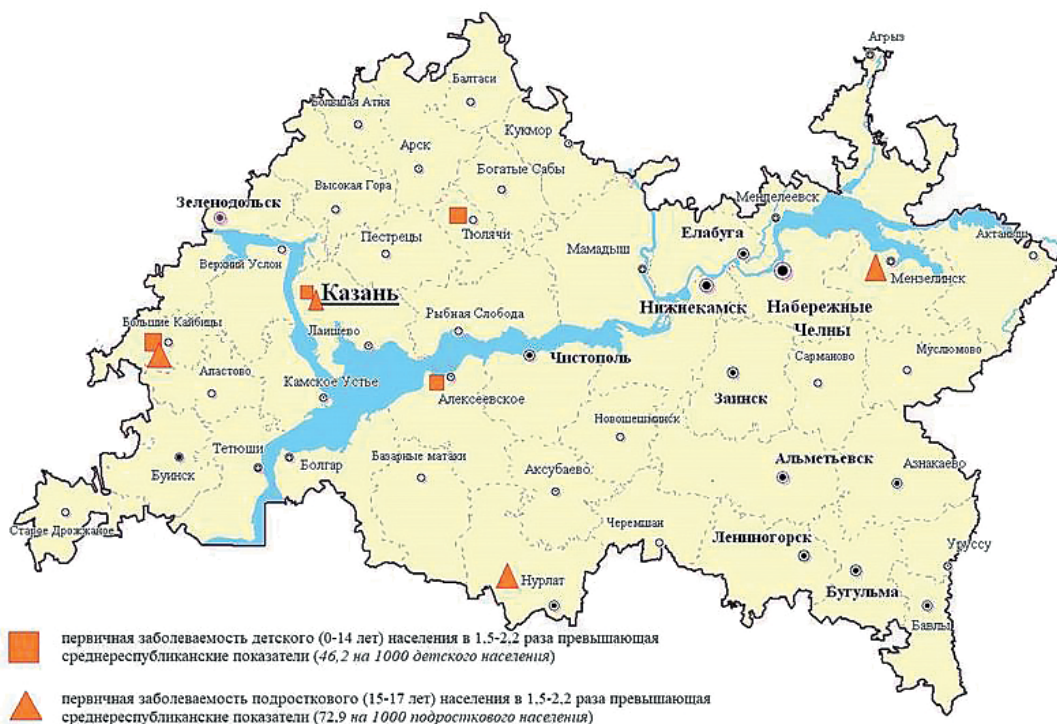 Агрыз
Балтаси
Большая Атня
Кукмор
Арск
Богатые Сабы
Высокая Гора
Менделеевск
Зеленодольск
Тюлячи
Елабуга
Актаныш
Пестрецы
Мамадыш
Верхний Услон
Мензелинск
Казань
Нижнекамск
Набережные
Челны
Рыбная Слобода
Большие Кайбицы
Лаишево
Чистополь
Сарманово
Муслюмово
Апастово
Камское Устье
Алексеевское
Заинск
Новошешминск
Тетюши
Базарные матаки
Аксубаево
Альметьевск
Азнакаево
Буинск
Болгар
Старое Дрожжаное
Черемшан
Лениногорск
Уруссу
Нурлат
Бугульма
Бавлы
первичная заболеваемость детского (0-14 лет) населения в 1,5-2,2 раза превышающая
среднереспубликанские показатели (46,2 на 1000 детского населения)
первичная заболеваемость подросткового (15-17 лет) населения в 1,5-2,2 раза превышающая
среднереспубликанские показатели (72,9 на 1000 подросткового населения)